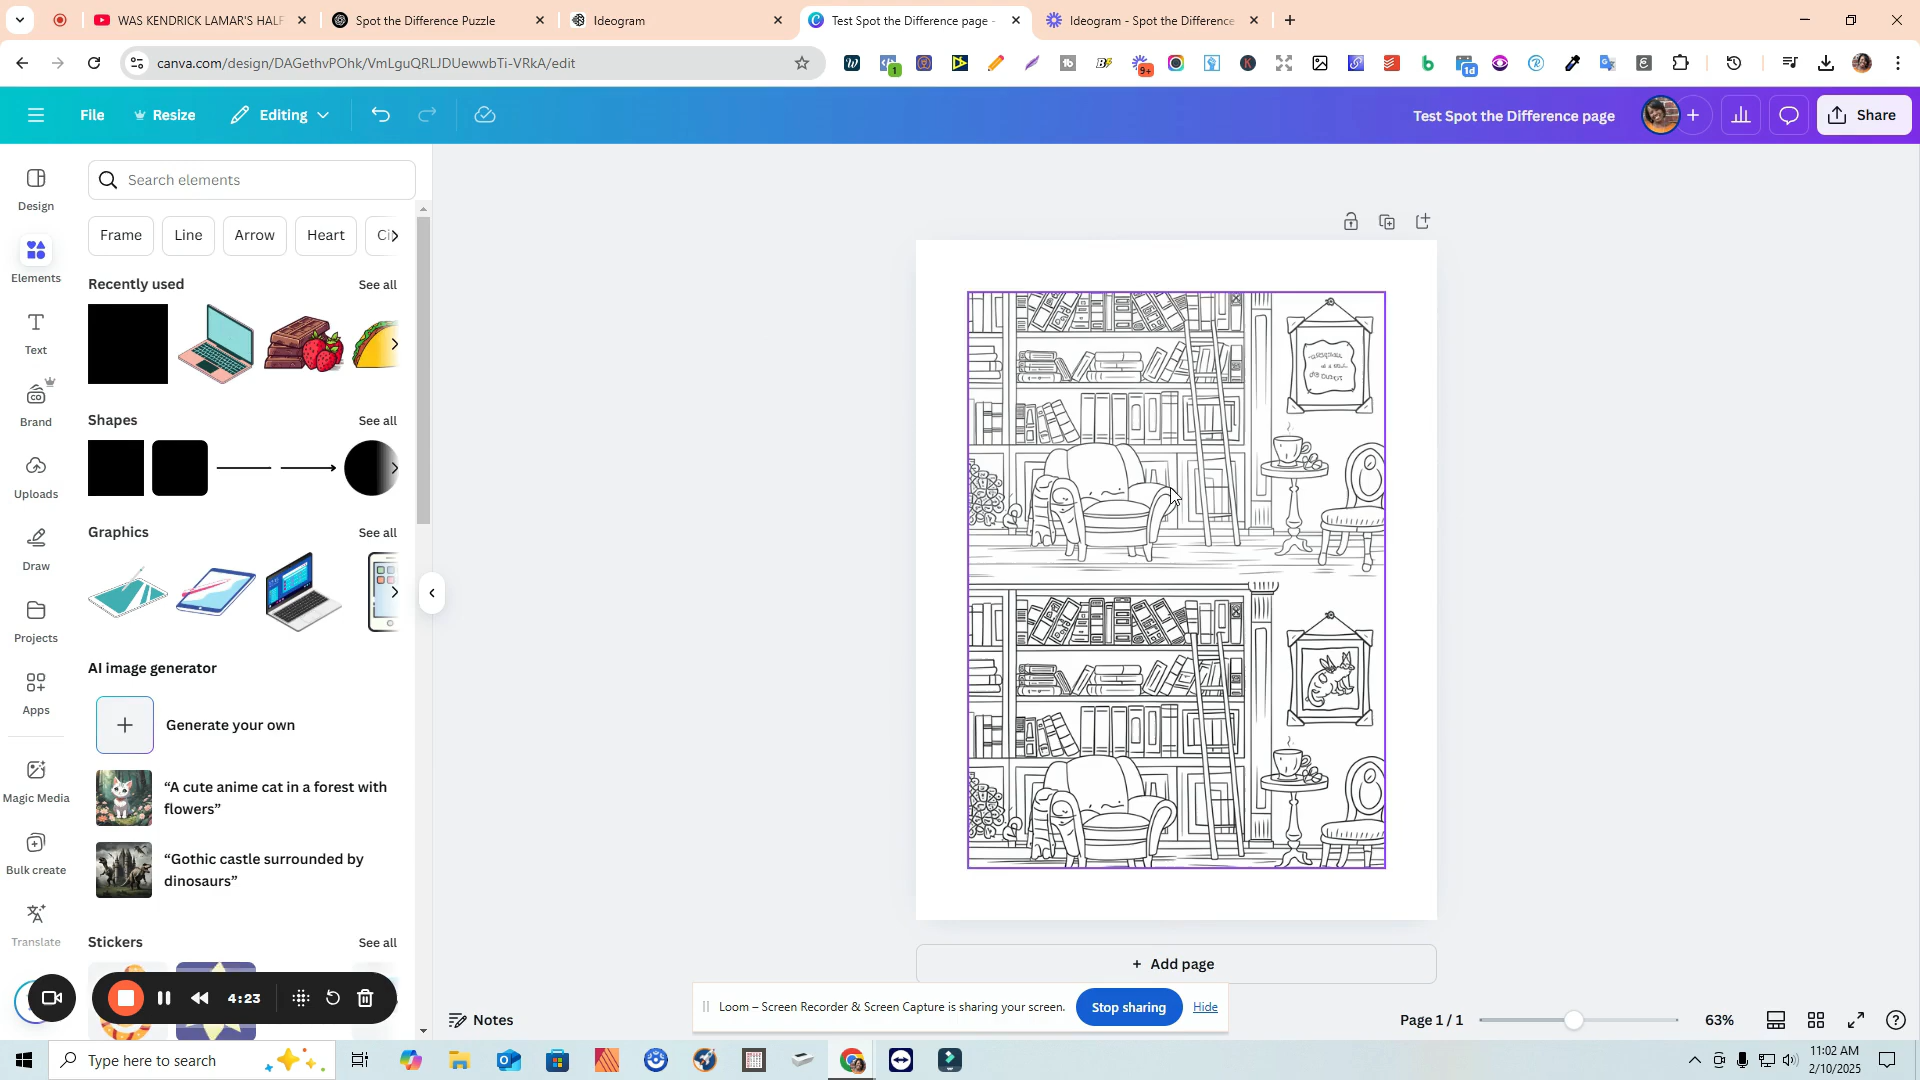 WAS KENDRICK LAMAR'S HALF
Spot the Difference Puzzle
Ideogram
Test Spot the Difference page -
Ideogram - Spot the Difference
canva.com/design/DAGethvPOhk/VmLguQRLJDUewwbTi-VRkA/edit
1
9+
1d
File
Resize
Editing
Test Spot the Difference page
Share
Design
Elements
Text
Brand
Uploads
Draw
Projects
Apps
Magic Media
Bulk create
Translate
Search elements
Frame
Line
Arrow
Heart
Recently used
See all
Shapes
See all
Graphics
See all
AI image generator
Generate your own
"A cute anime cat in a forest with
flowers"
"Gothic castle surrounded by
dinosaurs"
Stickers
See all
4:23
+ Add page
Notes
Loom – Screen Recorder & Screen Capture is sharing your screen.
Stop sharing
Hide
Page 1 / 1
63%
Type here to search
11:02 AM
2/10/2025